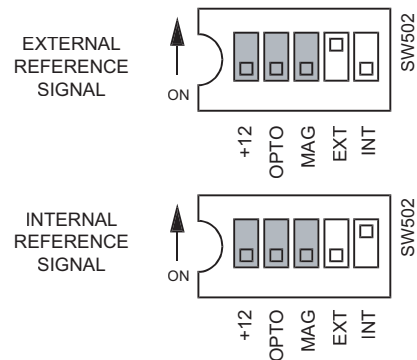 EXTERNAL
REFERENCE
SIGNAL
ON
SW502
+12
OPTO
MAG
EXT
INT
INTERNAL
REFERENCE
SIGNAL
ON
SW502
+12
OPTO
MAG
EXT
INT